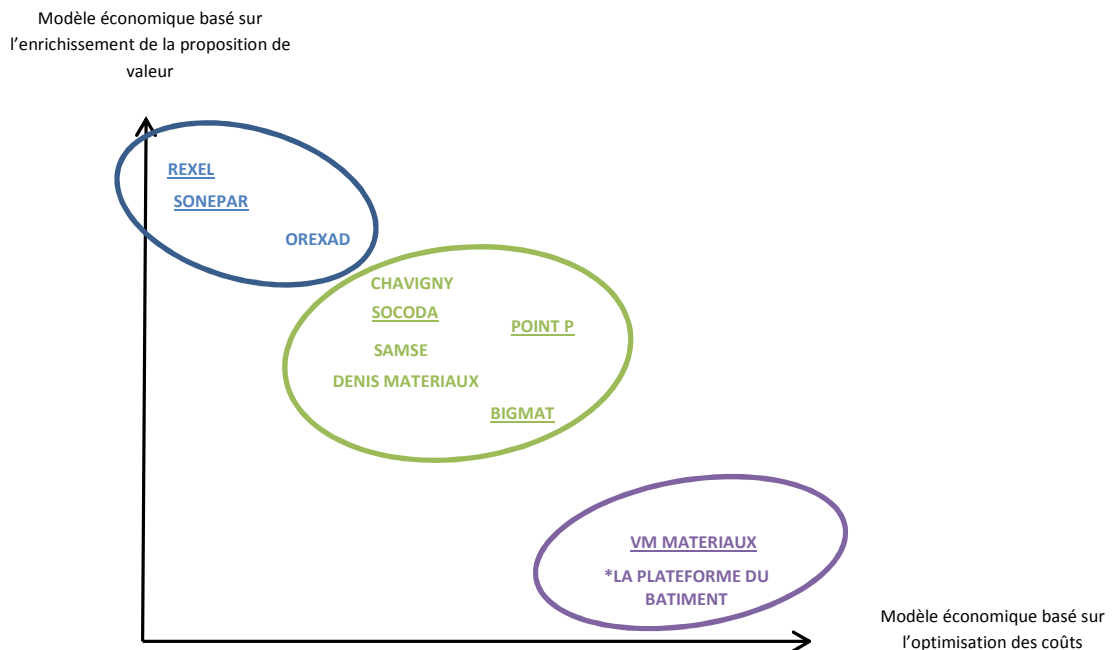 Modèle économique basé sur
l'enrichissement de la proposition de
valeur
REXEL
SONEPAR
OREXAD
CHAVIGNY
SOCODA
POINT P
SAMSE
DENIS MATERIAUX
BIGMAT
VM MATERIAUX
*LA PLATEFORME DU
BATIMENT
Modèle économique basé sur
l'optimisation des coûts